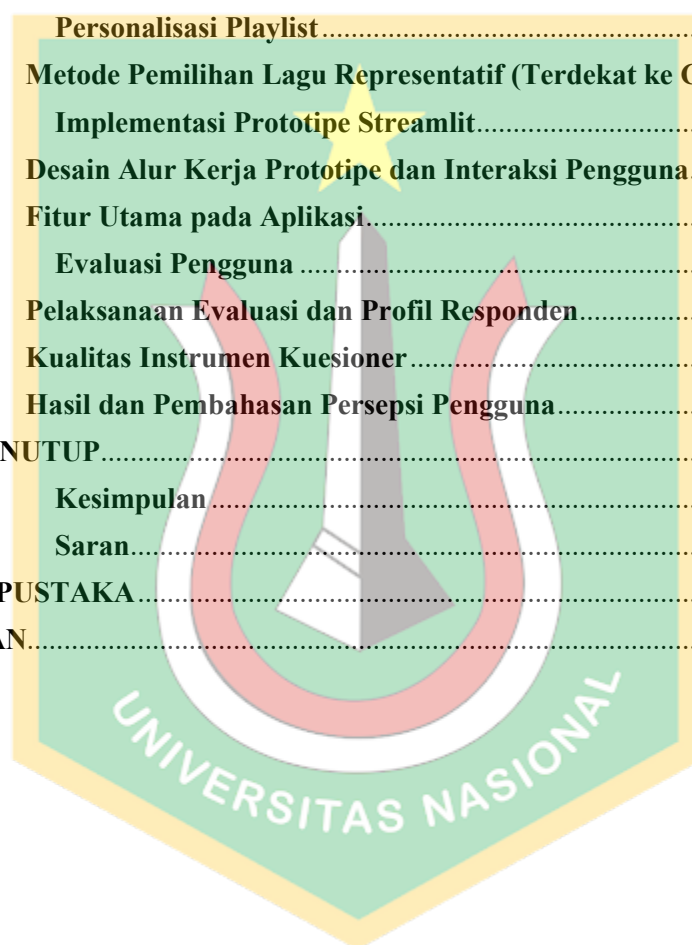 Personalisasi Playlist........................................................
Metode Pemilihan Lagu Representatif (Terdekat ke C
Implementasi Prototipe Streamlit................................
Desain Alur Kerja Prototipe dan Interaksi Pengguna.
Fitur Utama pada Aplikasi................................................
Evaluasi Pengguna ..........................................................
Pelaksanaan Evaluasi dan Profil Responden................
Kualitas Instrumen Kuesioner..........................................
Hasil dan Pembahasan Persepsi Pengguna....................
NUTUP..............................................................................
Kesimpulan......................................................................
Saran................................................................................
PUSTAKA.........................................................................
AN....................................................................................
UNIVERSITAS NASIONAL